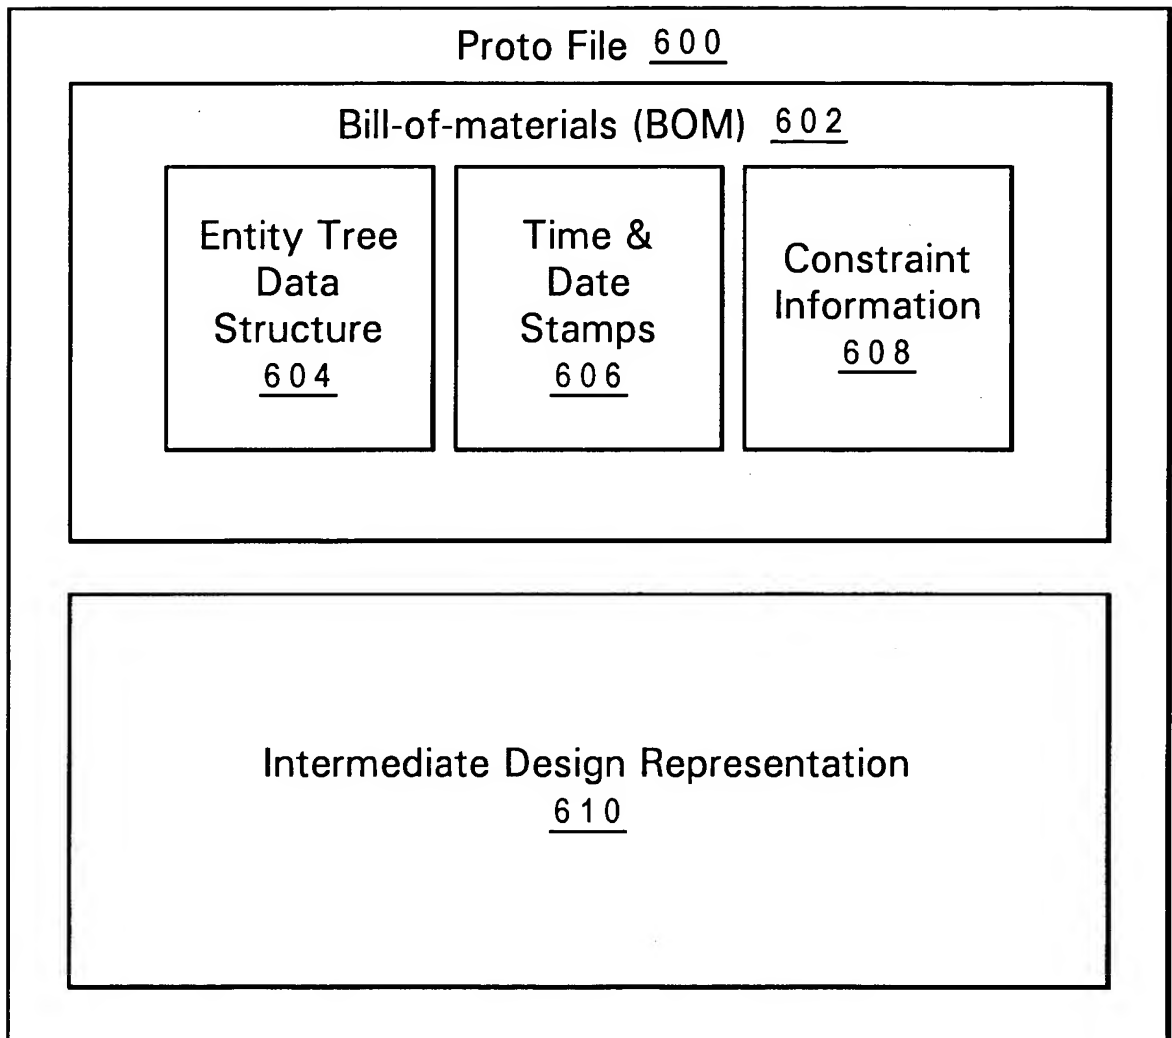 Proto File 600
Bill-of-materials (BOM) 602
Entity Tree
Data
Structure
604
Time &
Date
Stamps
606
Constraint
Information
608
Intermediate Design Representation
610